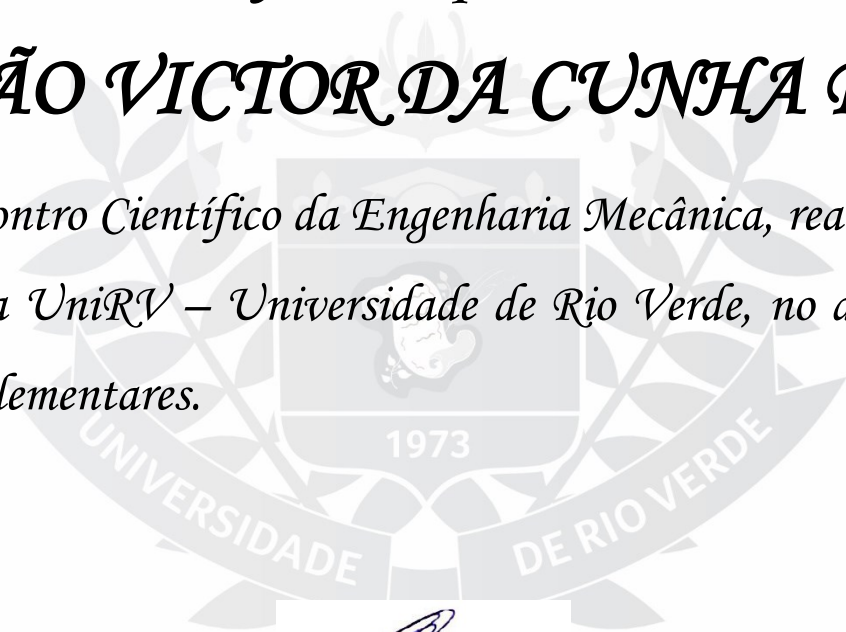 ÃO VICTOR DA CUNHA
ontro Científico da Engenharia Mecânica, rea
a UniRV – Universidade de Rio Verde, no d
lementares.
1973
UNIVERSIDADE DE RIO VERDE